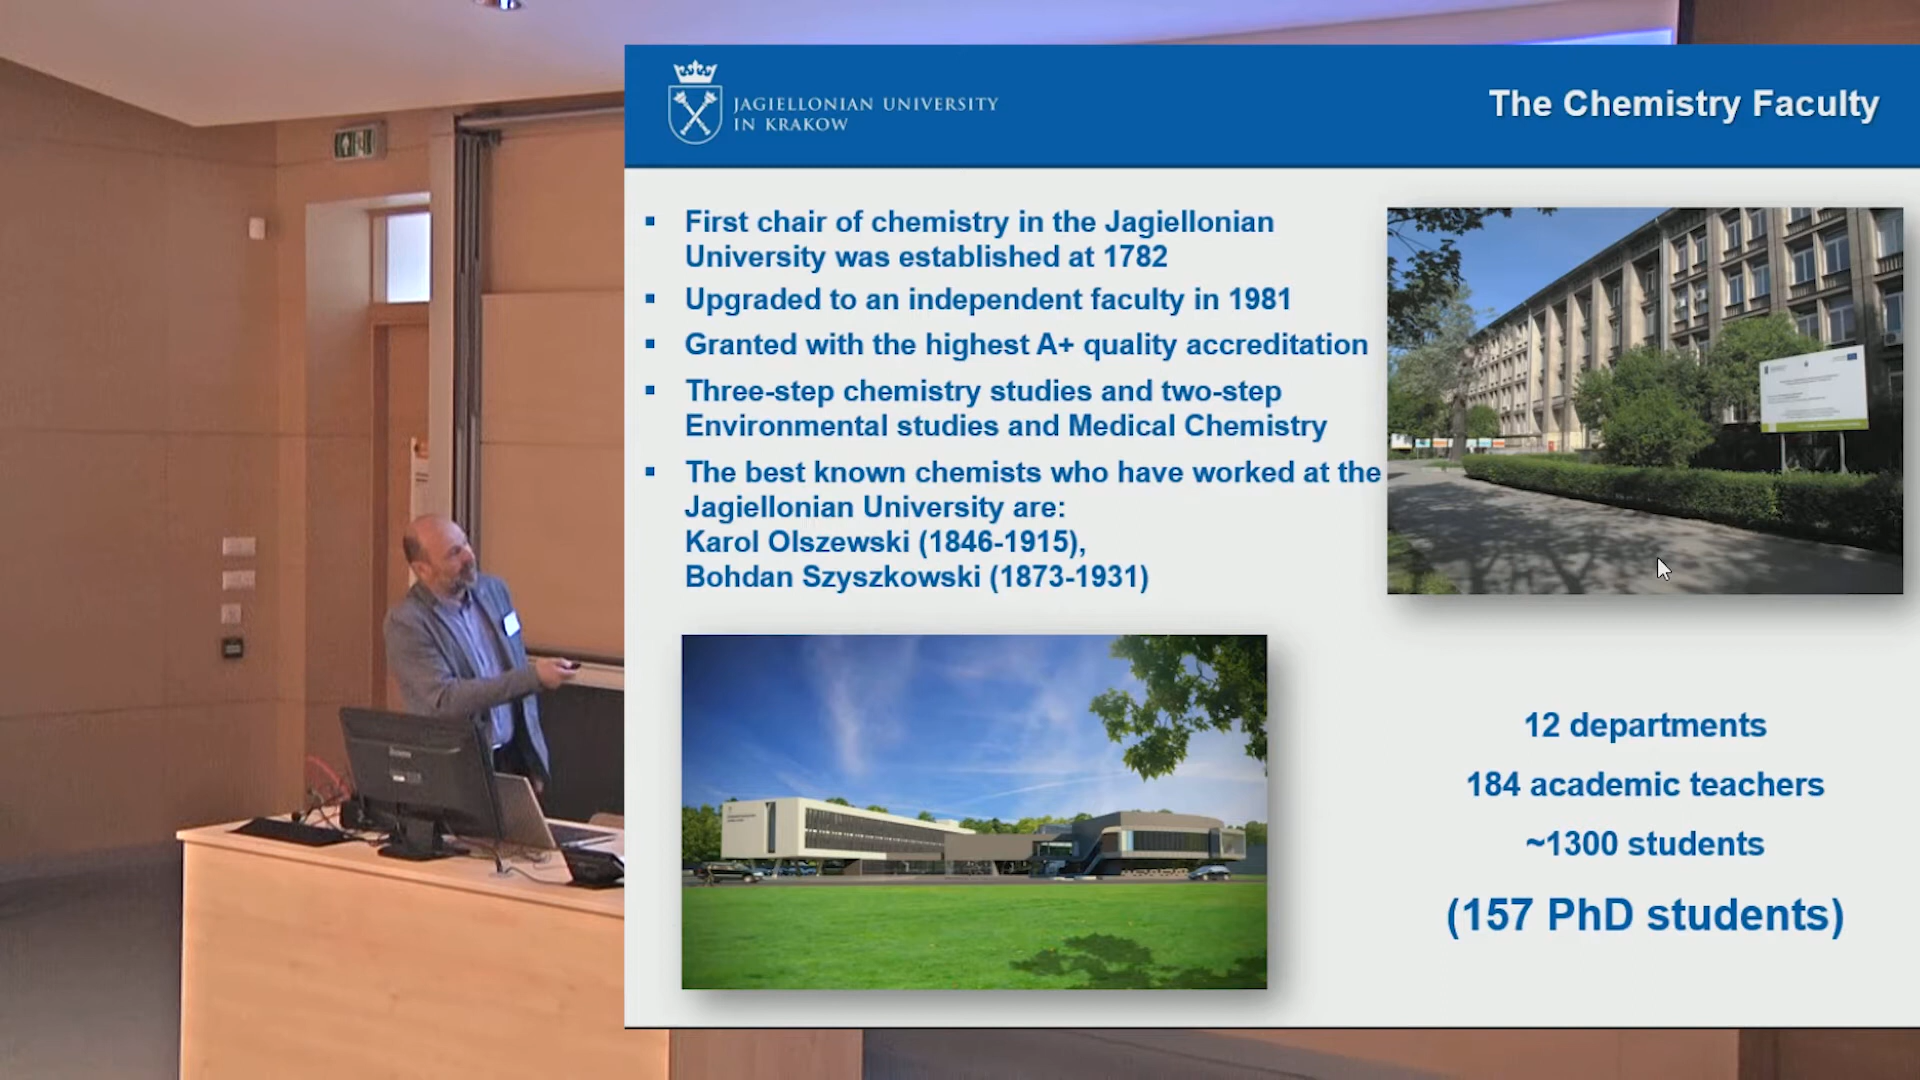 JAGIELLONIAN UNIVERSITY
IN KRAKOW
The Chemistry Faculty
▪ First chair of chemistry in the Jagiellonian
University was established at 1782
▪ Upgraded to an independent faculty in 1981
▪ Granted with the highest A+ quality accreditation
▪ Three-step chemistry studies and two-step
Environmental studies and Medical Chemistry
▪ The best known chemists who have worked at the
Jagiellonian University are:
Karol Olszewski (1846-1915),
Bohdan Szyszkowski (1873-1931)
12 departments
184 academic teachers
~1300 students
(157 PhD students)